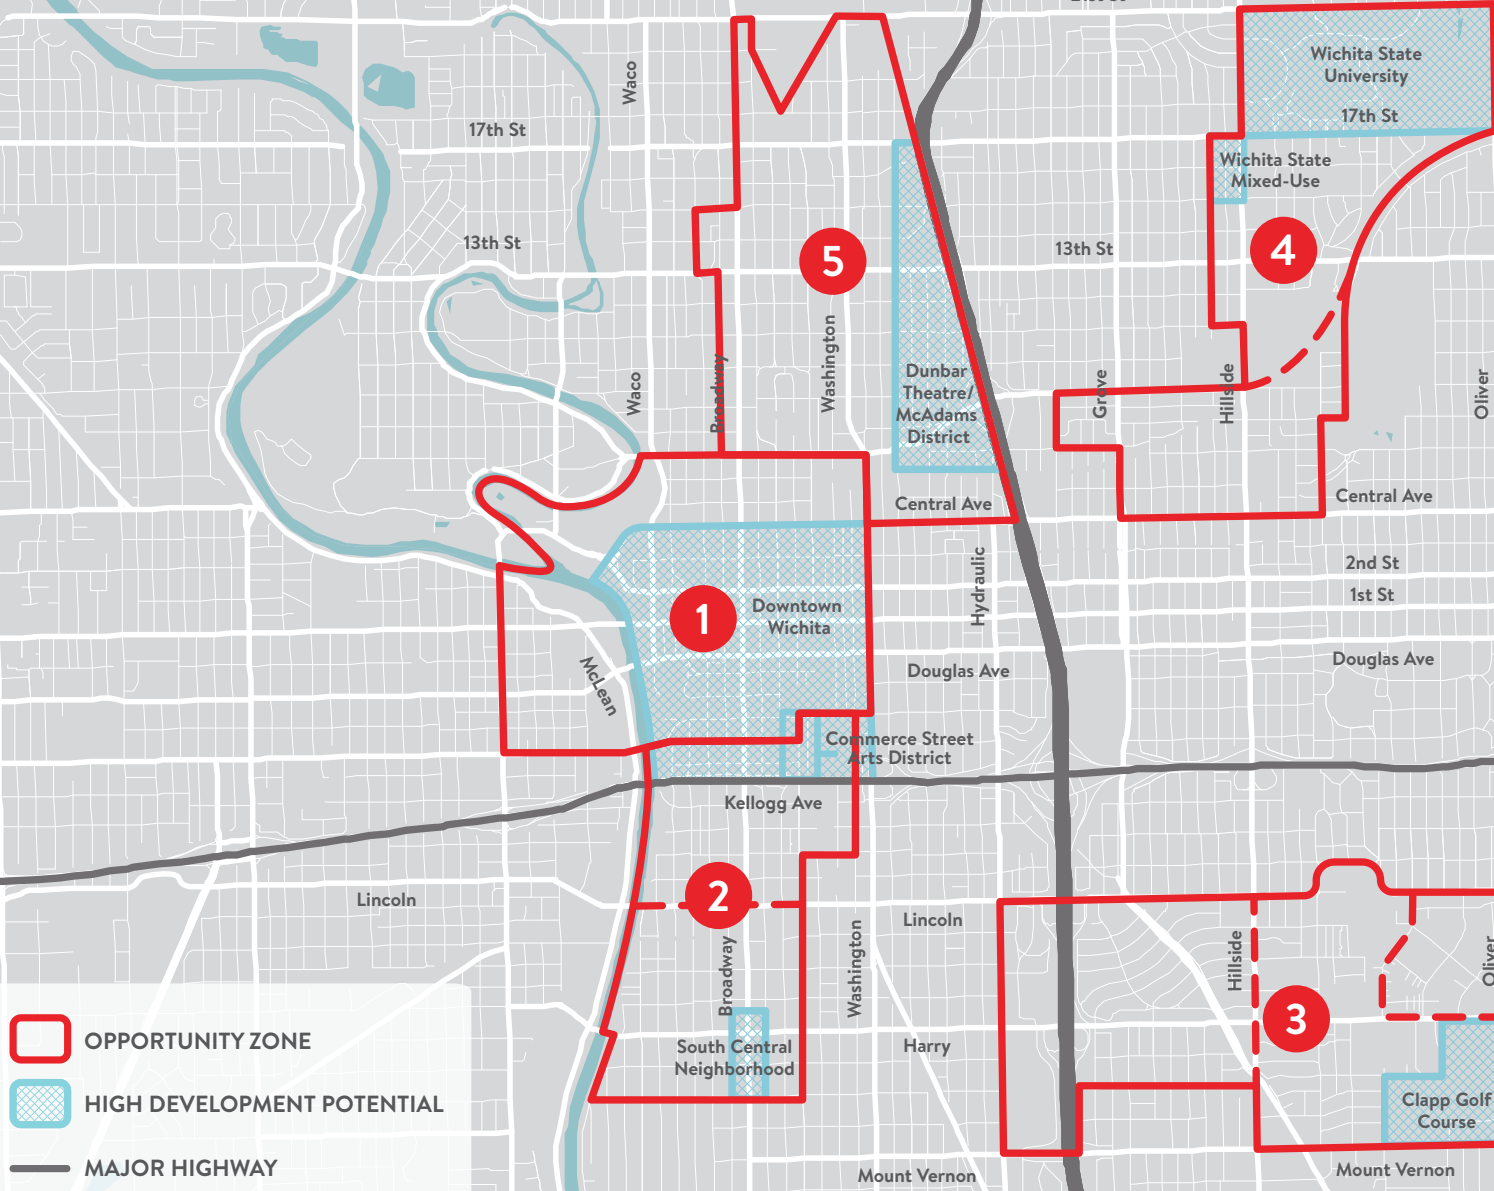 Waco
17th St
Wichita State
University
17th St
Wichita State
Mixed-Use
13th St
13th St
5
4
Washington
Broadway
Waco
Dunbar
Theatre/
McAdams
District
Grove
Hillside
Oliver
Central Ave
Central Ave
Hydraulic
2nd St
1st St
1
Downtown
Wichita
McLean
Douglas Ave
Douglas Ave
Commerce Street
Arts District
Kellogg Ave
2
Lincoln
Lincoln
Broadway
Washington
Hillside
Oliver
3
South Central
Neighborhood
Harry
Clapp Golf
Course
Mount Vernon
Mount Vernon
OPPORTUNITY ZONE
HIGH DEVELOPMENT POTENTIAL
MAJOR HIGHWAY